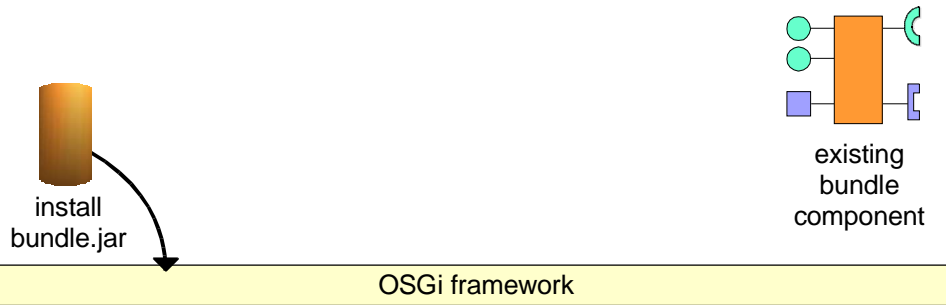 install
bundle.jar
existing
bundle
component
OSGi framework